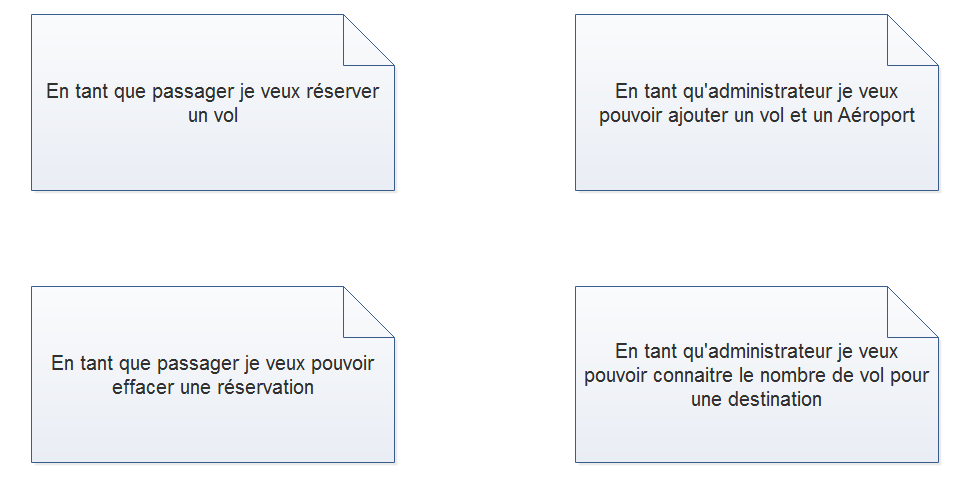 En tant que passager je veux réserver
un vol
En tant qu'administrateur je veux
pouvoir ajouter un vol et un Aéroport
En tant que passager je veux pouvoir
effacer une réservation
En tant qu'administrateur je veux
pouvoir connaitre le nombre de vol pour
une destination